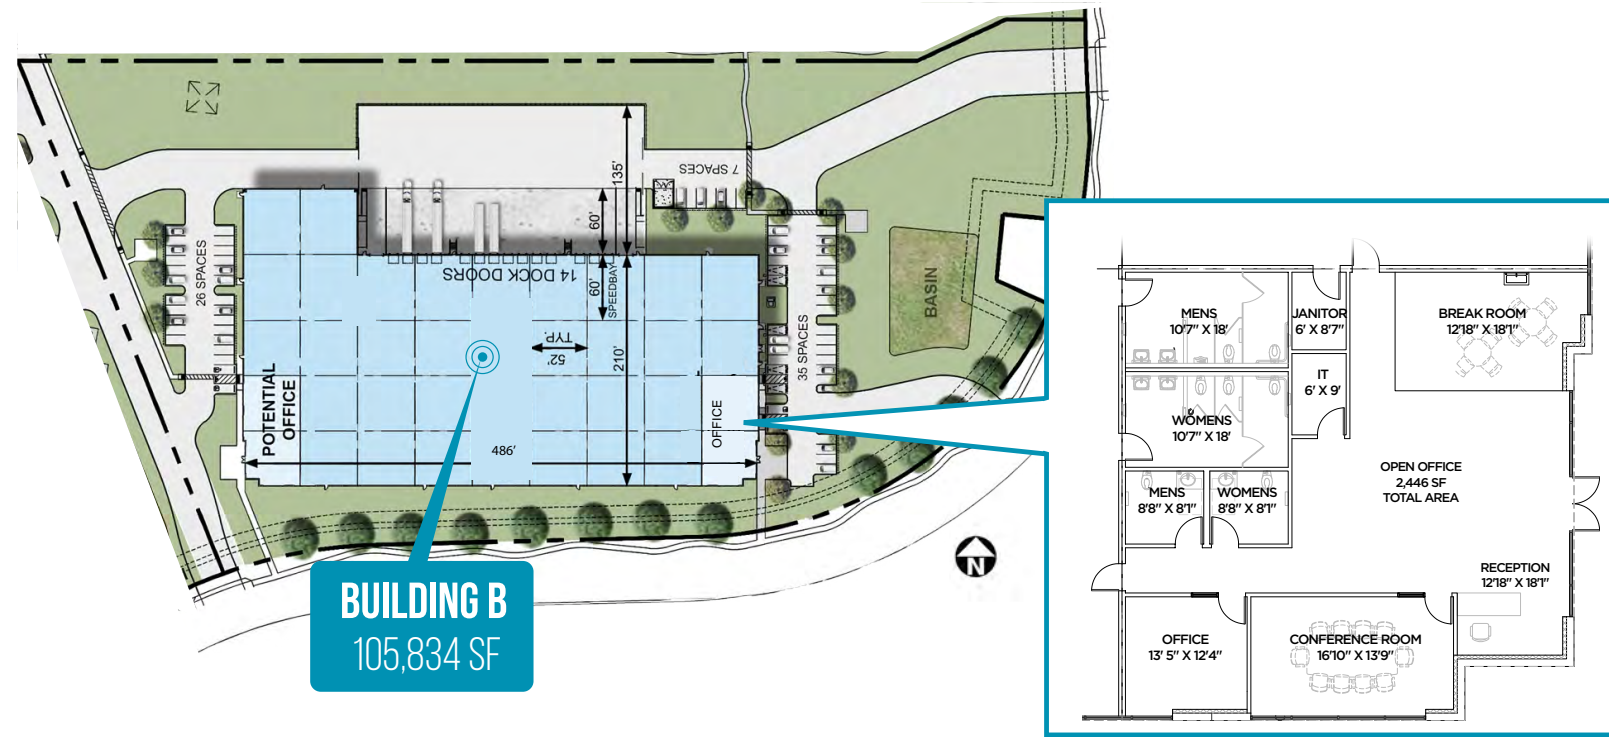 7 SPACES
135'
60'
26 SPACES
14 DOCK DOORS
60'
SPEEDBAY
52'
TYP.
210'
35 SPACES
BASIN
POTENTIAL
OFFICE
OFFICE
486'
N
BUILDING B
105,834 SF
MENS
10'7" X 18'
JANITOR
6' X 8'7"
BREAK ROOM
12'18" X 18'1"
IT
6' X 9'
WOMENS
10'7" X 18'
OPEN OFFICE
2,446 SF
TOTAL AREA
MENS
8'8" X 8'1"
WOMENS
8'8" X 8'1"
RECEPTION
12'18" X 18'1"
OFFICE
13' 5" X 12'4"
CONFERENCE ROOM
16'10" X 13'9"